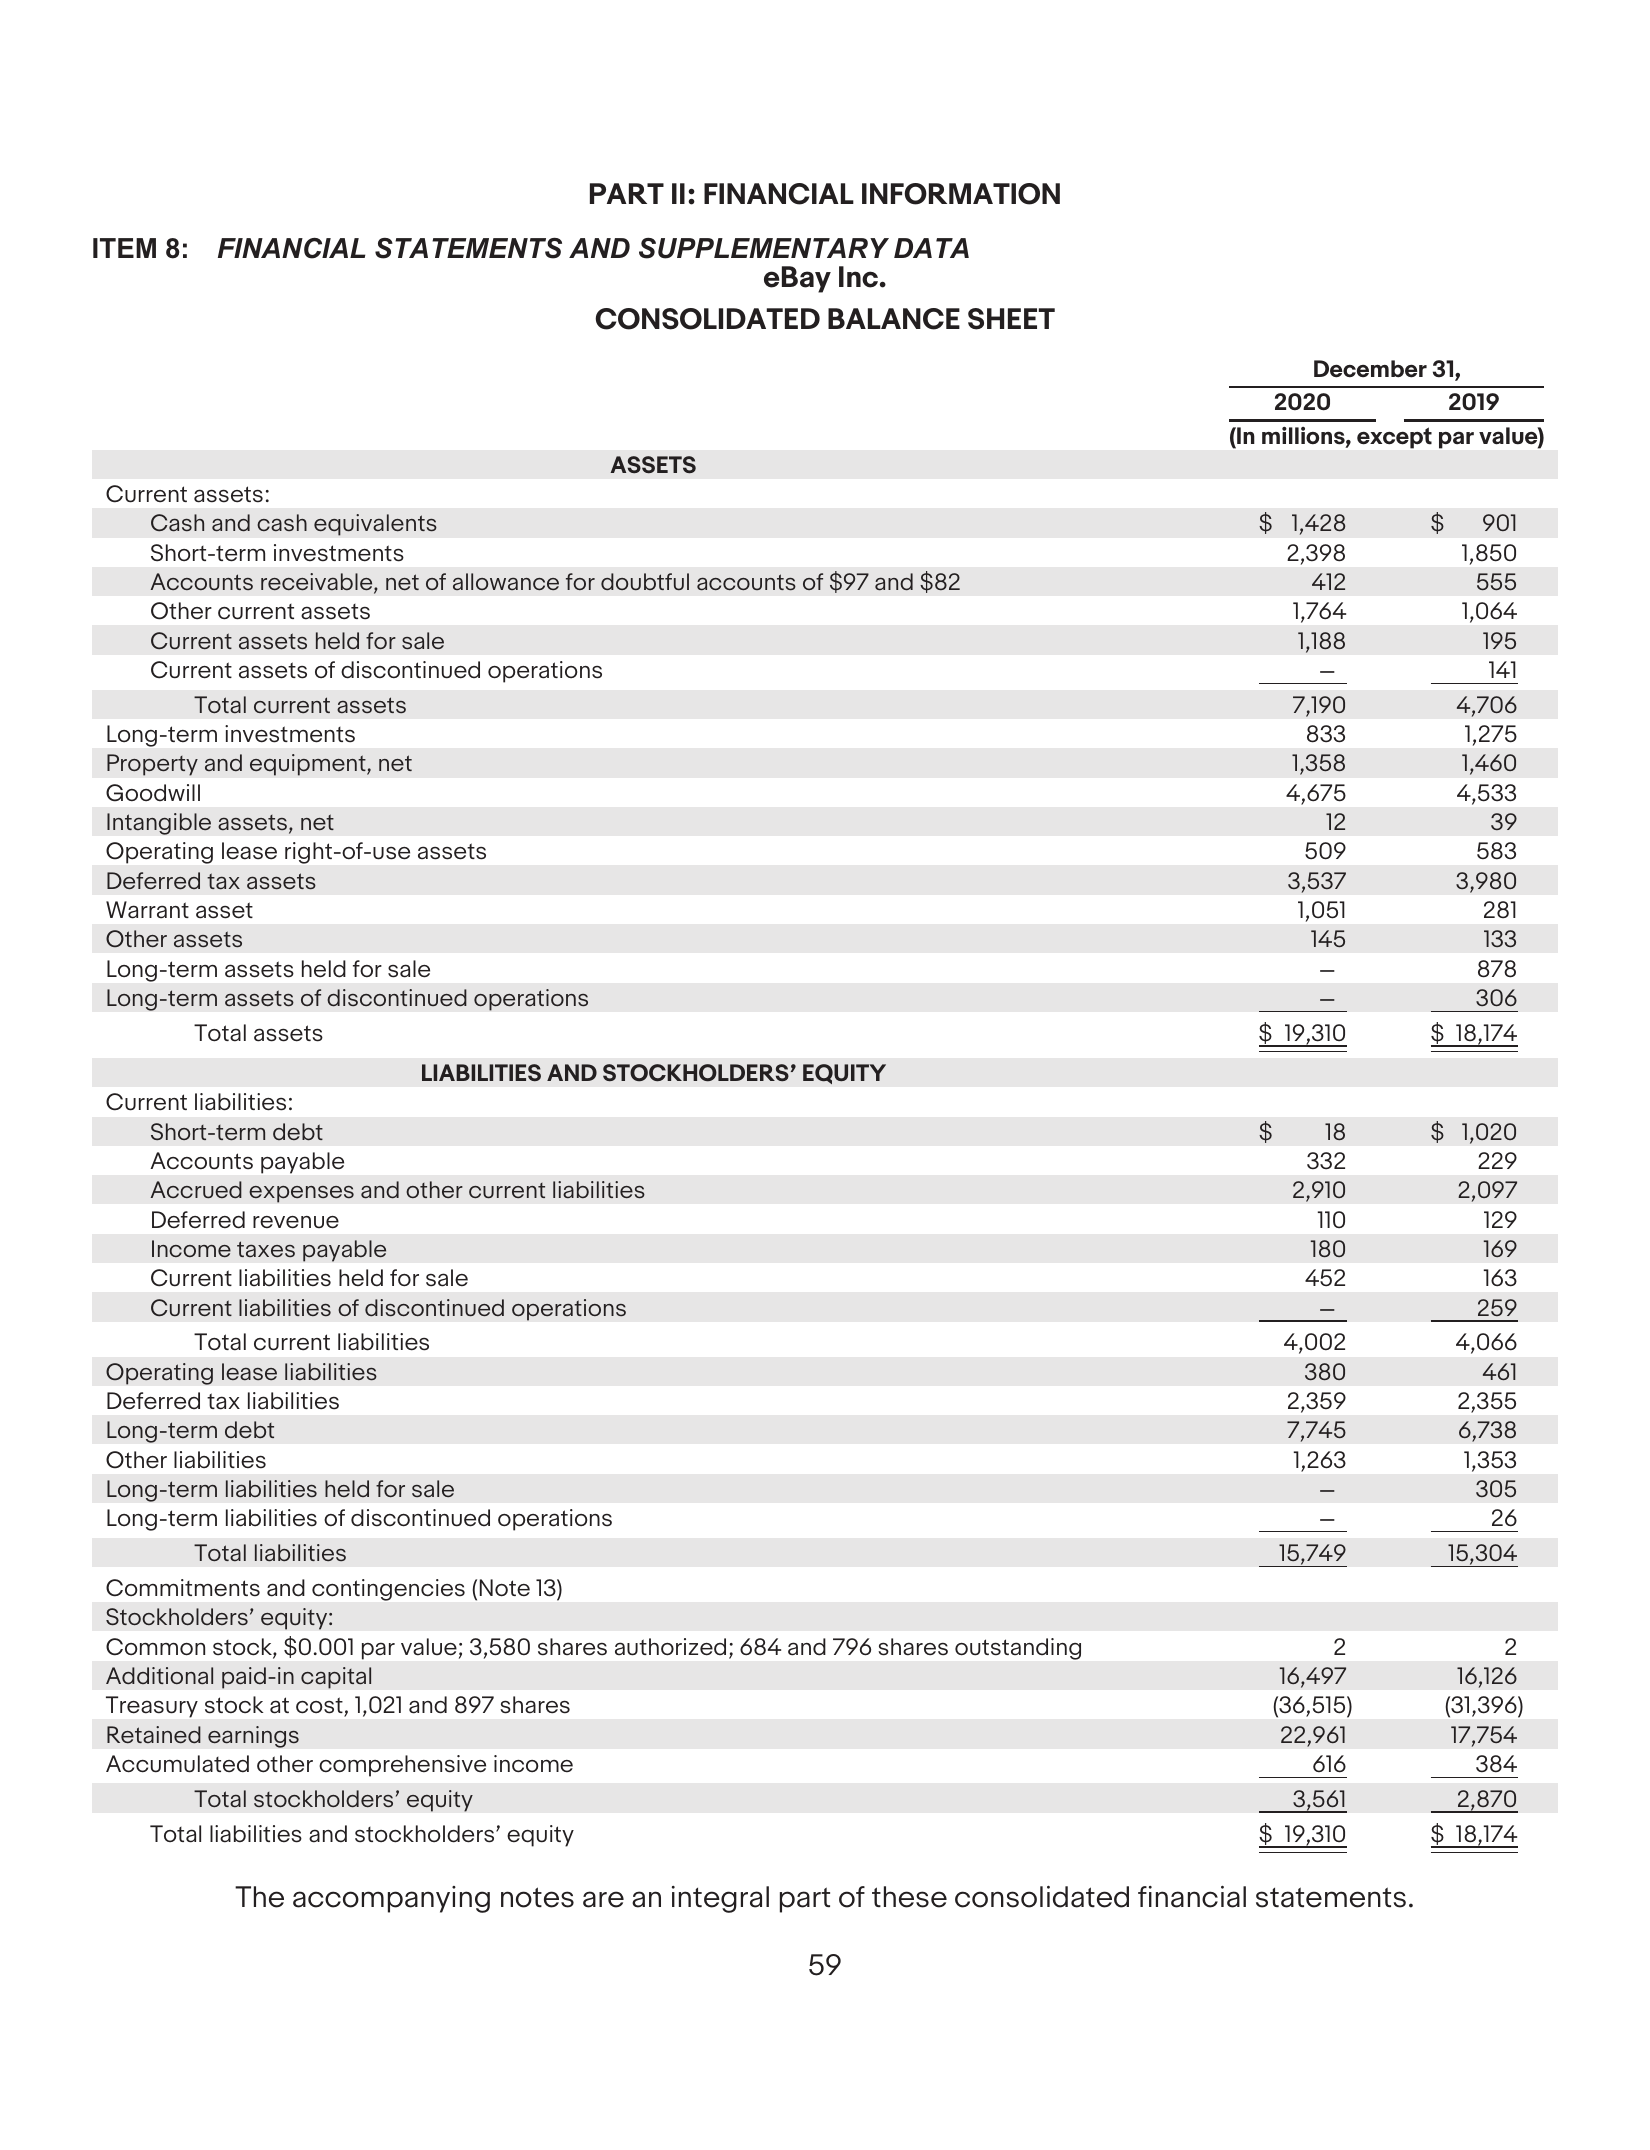 PART II: FINANCIAL INFORMATION
ITEM 8: FINANCIAL STATEMENTS AND SUPPLEMENTARY DATA
eBay Inc.
CONSOLIDATED BALANCE SHEET
December 31,
2020 2019
(In millions, except par value)
ASSETS
Current assets:
Cash and cash equivalents $ 1,428 $ 901
Short-term investments 2,398 1,850
Accounts receivable, net of allowance for doubtful accounts of $97 and $82 412 555
Other current assets 1,764 1,064
Current assets held for sale 1,188 195
Current assets of discontinued operations — 141
Total current assets 7,190 4,706
Long-term investments 833 1,275
Property and equipment, net 1,358 1,460
Goodwill 4,675 4,533
Intangible assets, net 12 39
Operating lease right-of-use assets 509 583
Deferred tax assets 3,537 3,980
Warrant asset 1,051 281
Other assets 145 133
Long-term assets held for sale — 878
Long-term assets of discontinued operations — 306
Total assets $ 19,310 $ 18,174
LIABILITIES AND STOCKHOLDERS’ EQUITY
Current liabilities:
Short-term debt $ 18 $ 1,020
Accounts payable 332 229
Accrued expenses and other current liabilities 2,910 2,097
Deferred revenue 110 129
Income taxes payable 180 169
Current liabilities held for sale 452 163
Current liabilities of discontinued operations — 259
Total current liabilities 4,002 4,066
Operating lease liabilities 380 461
Deferred tax liabilities 2,359 2,355
Long-term debt 7,745 6,738
Other liabilities 1,263 1,353
Long-term liabilities held for sale — 305
Long-term liabilities of discontinued operations — 26
Total liabilities 15,749 15,304
Commitments and contingencies (Note 13)
Stockholders’ equity:
Common stock, $0.001 par value; 3,580 shares authorized; 684 and 796 shares outstanding 2 2
Additional paid-in capital 16,497 16,126
Treasury stock at cost, 1,021 and 897 shares (36,515) (31,396)
Retained earnings 22,961 17,754
Accumulated other comprehensive income 616 384
Total stockholders’ equity 3,561 2,870
Total liabilities and stockholders’ equity $ 19,310 $ 18,174
The accompanying notes are an integral part of these consolidated financial statements.
59